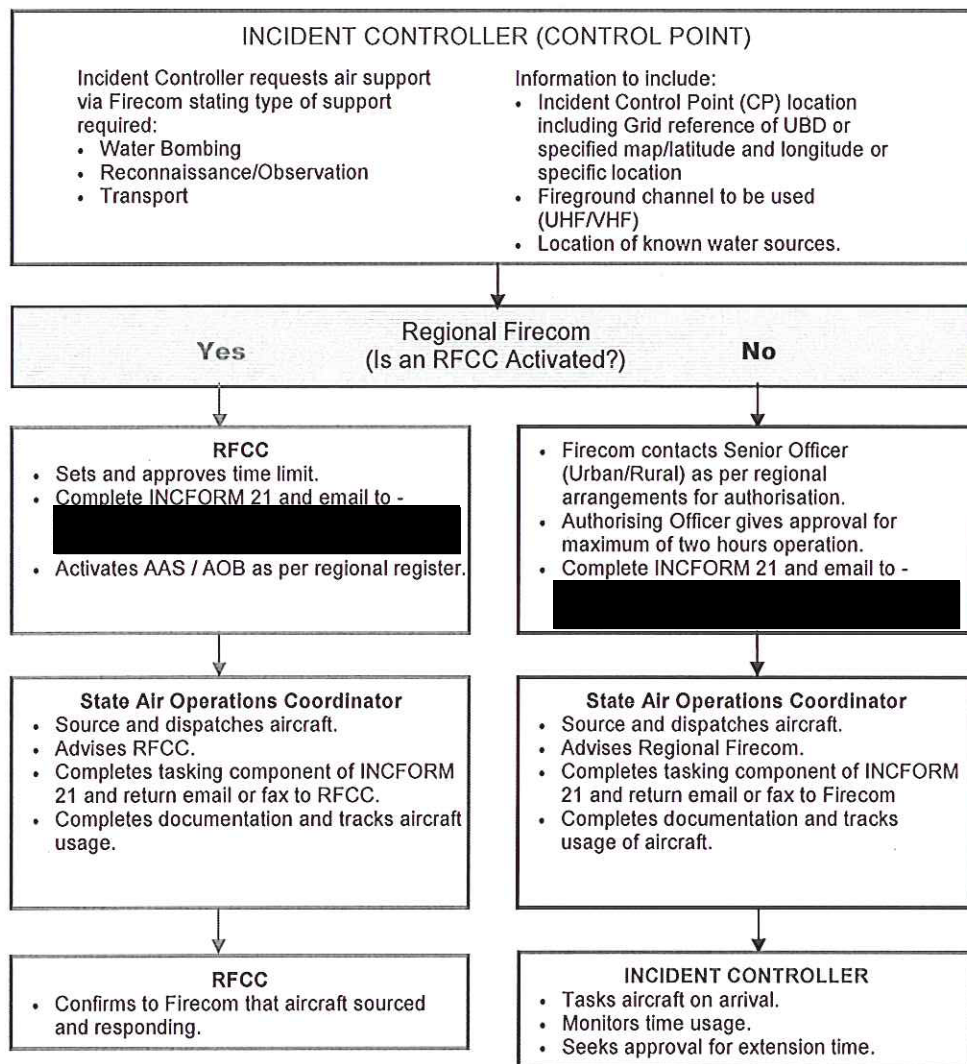 INCIDENT CONTROLLER (CONTROL POINT)
Incident Controller requests air support
via Firecom stating type of support
required:
• Water Bombing
• Reconnaissance/Observation
• Transport
Information to include:
• Incident Control Point (CP) location
including Grid reference of UBD or
specified map/latitude and longitude or
specific location
• Fireground channel to be used
(UHF/VHF)
• Location of known water sources.
Regional Firecom
(Is an RFCC Activated?)
Yes
No
RFCC
• Sets and approves time limit.
• Complete INCFORM 21 and email to -
• Activates AAS / AOB as per regional register.
• Firecom contacts Senior Officer
(Urban/Rural) as per regional
arrangements for authorisation.
• Authorising Officer gives approval for
maximum of two hours operation.
• Complete INCFORM 21 and email to -
State Air Operations Coordinator
• Source and dispatches aircraft.
• Advises RFCC.
• Completes tasking component of INCFORM
21 and return email or fax to RFCC.
• Completes documentation and tracks aircraft
usage.
State Air Operations Coordinator
• Source and dispatches aircraft.
• Advises Regional Firecom.
• Completes tasking component of INCFORM
21 and return email or fax to Firecom
• Completes documentation and tracks
usage of aircraft.
RFCC
• Confirms to Firecom that aircraft sourced
and responding.
INCIDENT CONTROLLER
• Tasks aircraft on arrival.
• Monitors time usage.
• Seeks approval for extension time.